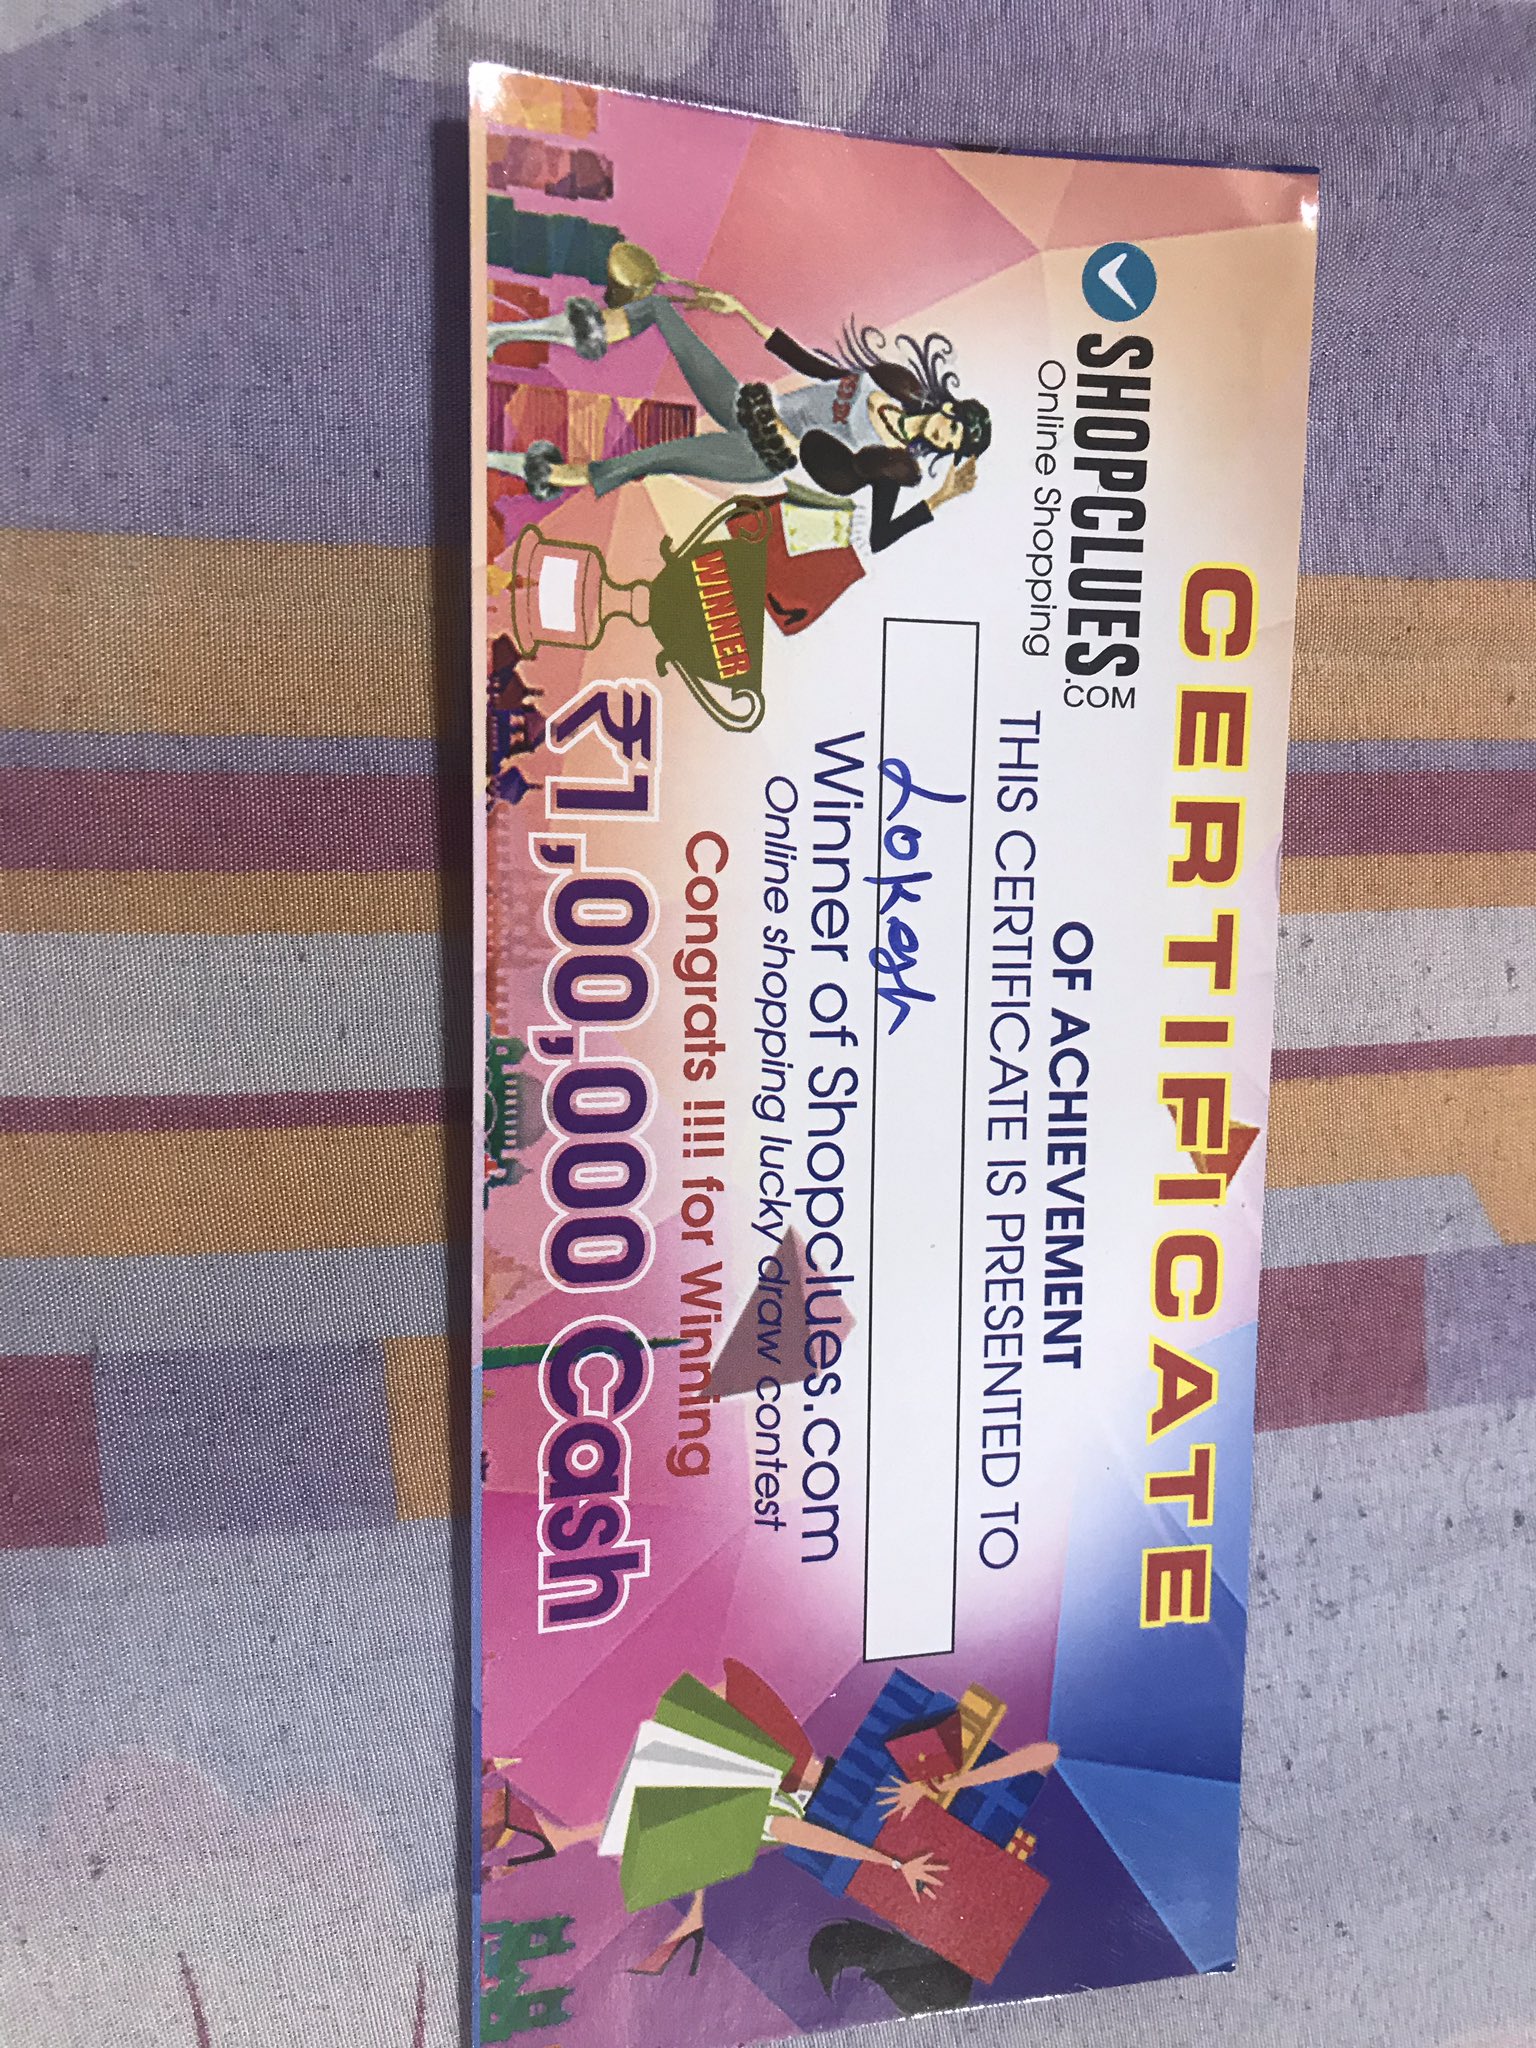 CERTIFICATE
SHOPCLUES.COM
Online Shopping
OF ACHIEVEMENT
THIS CERTIFICATE IS PRESENTED TO
Lokesh
Winner of Shopclues.com
Online shopping lucky draw contest
WINNER
Congrats !!!! for Winning
₹1,00,000 Cash